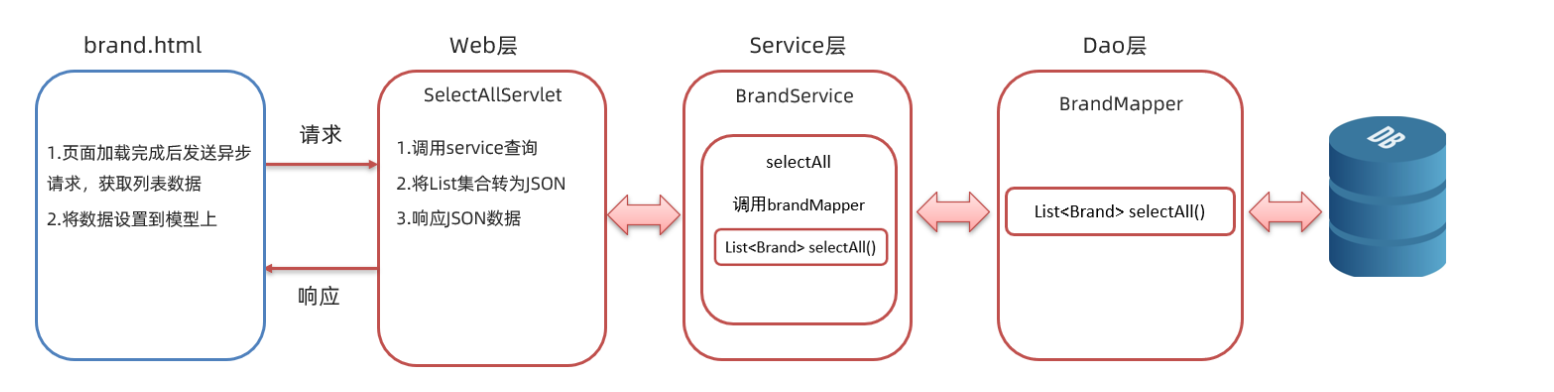 brand.html
1.页面加载完成后发送异步
请求，获取列表数据
2.将数据设置到模型上
请求
响应
Web层
SelectAllServlet
1.调用service查询
2.将List集合转为JSON
3.响应JSON数据
Service层
BrandService
selectAll
调用brandMapper
List<Brand> selectAll()
Dao层
BrandMapper
List<Brand> selectAll()
DB